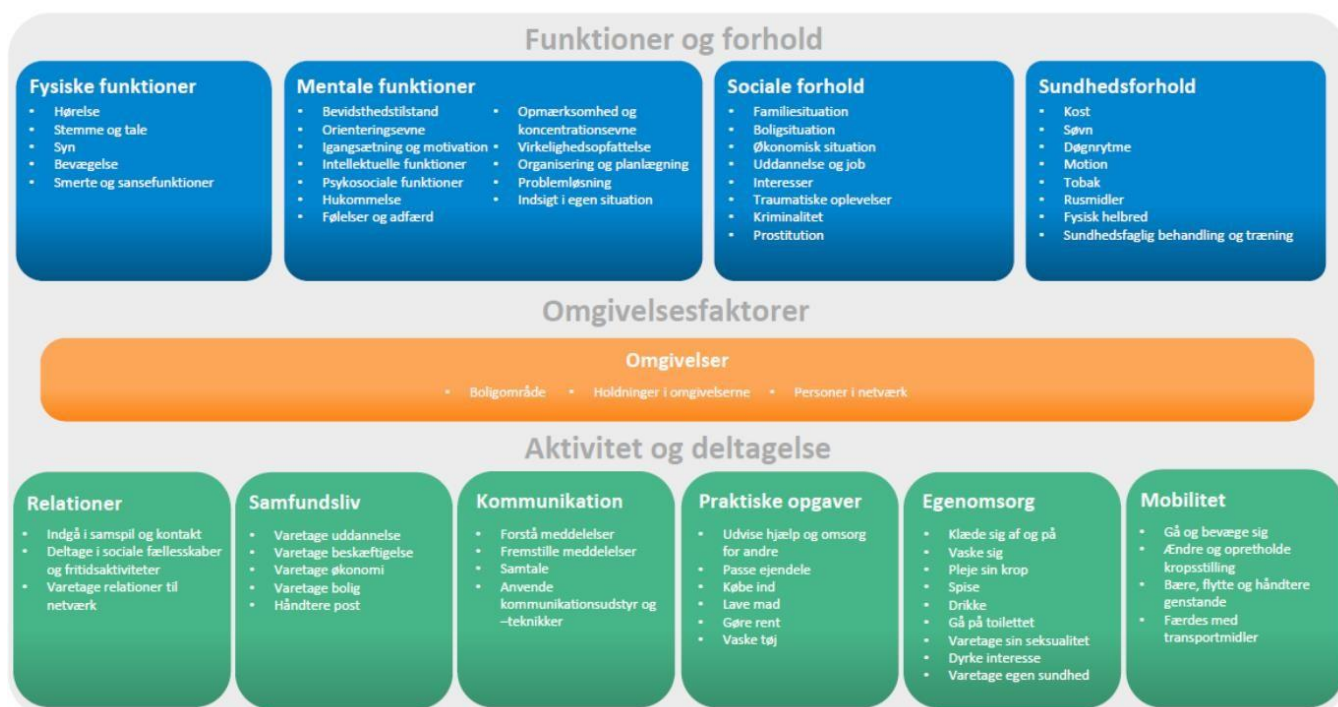 Funktioner og forhold
Fysiske funktioner
• Hørelse
• Stemme og tale
• Syn
• Bevægelse
• Smerte og sansefunktioner
Mentale funktioner
• Bevidsthedstilstand
• Orienteringsevne
• Igangsætning og motivation
• Intellektuelle funktioner
• Psykosociale funktioner
• Hukommelse
• Følelser og adfærd
• Opmærksomhed og
koncentrationsevne
• Virkelighedsopfattelse
• Organisering og planlægning
• Problemløsning
• Indsigt i egen situation
Sociale forhold
• Familiesituation
• Boligsituation
• Økonomisk situation
• Uddannelse og job
• Interesser
• Traumatiske oplevelser
• Kriminalitet
• Prostitution
Sundhedsforhold
• Kost
• Søvn
• Døgnrytme
• Motion
• Tobak
• Rusmidler
• Fysisk helbred
• Sundhedsfaglig behandling og træning
Omgivelsesfaktorer
Omgivelser
• Boligområde • Holdninger i omgivelserne • Personer i netværk
Aktivitet og deltagelse
Relationer
• Indgå i samspil og kontakt
• Deltage i sociale fællesskaber
og fritidsaktiviteter
• Varetage relationer til
netværk
Samfundsliv
• Varetage uddannelse
• Varetage beskæftigelse
• Varetage økonomi
• Varetage bolig
• Håndtere post
Kommunikation
• Forstå meddelelser
• Fremstille meddelelser
• Samtale
• Anvende
kommunikationsudstyr og
–teknikker
Praktiske opgaver
• Udvise hjælp og omsorg
for andre
• Passe ejendele
• Købe ind
• Lave mad
• Gøre rent
• Vaske tøj
Egenomsorg
• Klæde sig af og på
• Vaske sig
• Pleje sin krop
• Spise
• Drikke
• Gå på toilettet
• Varetage sin seksualitet
• Dyrke interesse
• Varetage egen sundhed
Mobilitet
• Gå og bevæge sig
• Ændre og opretholde
kropsstilling
• Bære, flytte og håndtere
genstande
• Færdes med
transportmidler